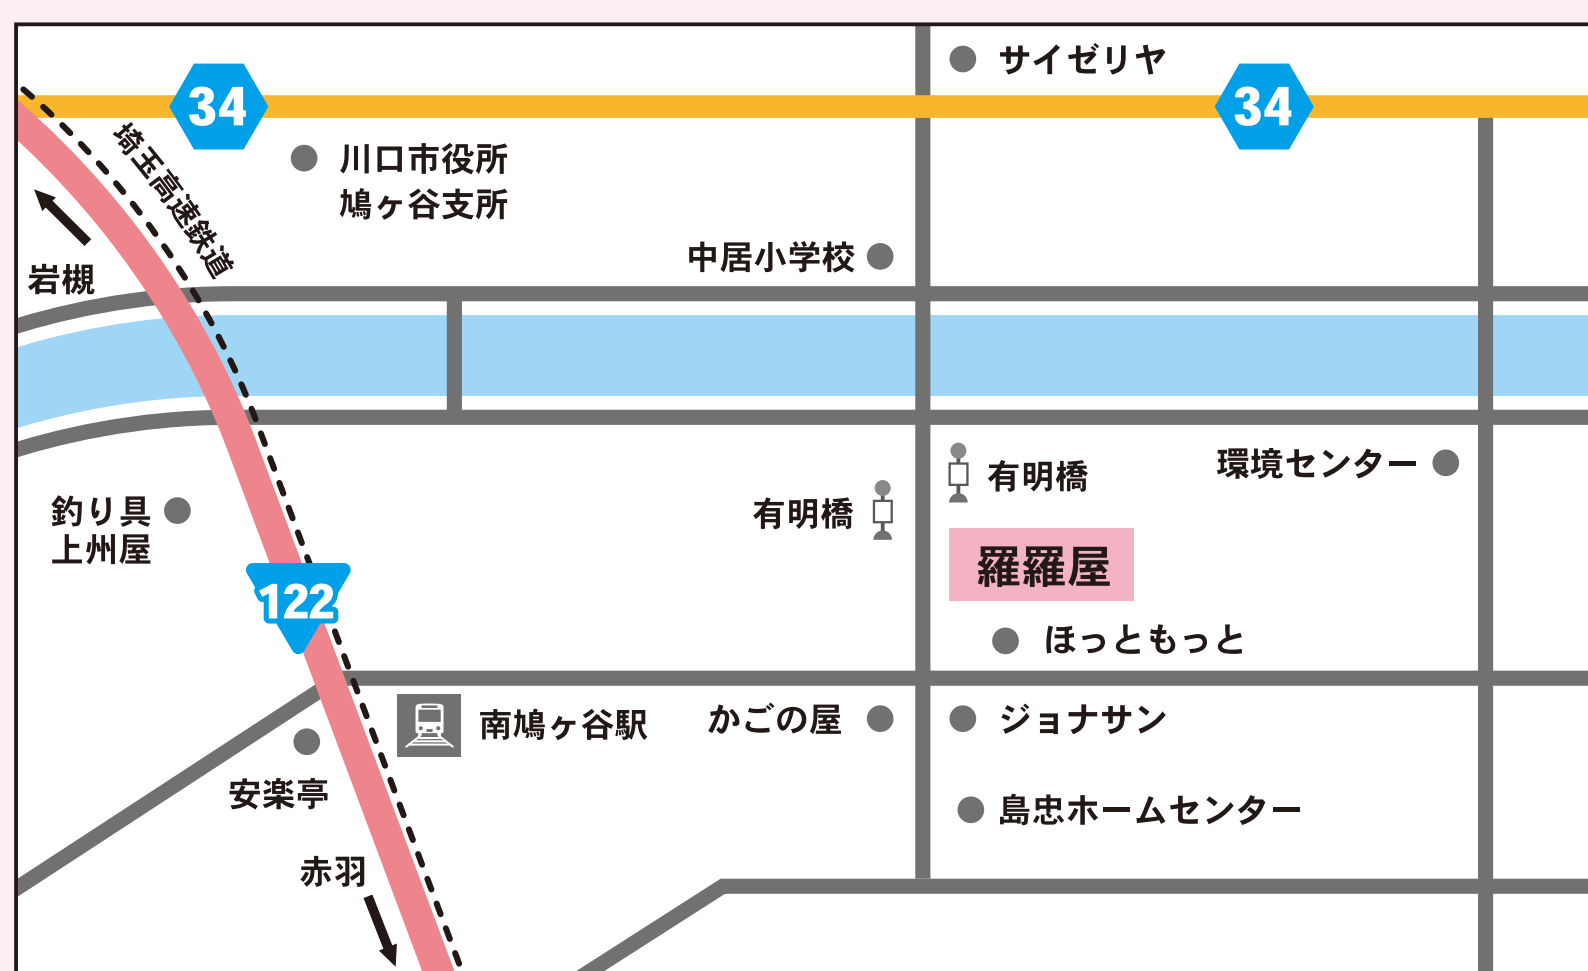 サイゼリヤ
34
34
埼玉高速鉄道
川口市役所
鳩ヶ谷支所
中居小学校
岩槻
有明橋
環境センター
釣り具
上州屋
有明橋
羅羅屋
122
ほっともっと
南鳩ヶ谷駅
かごの屋
ジョナサン
安楽亭
島忠ホームセンター
赤羽